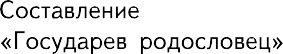 Составление
«Государев родословец»